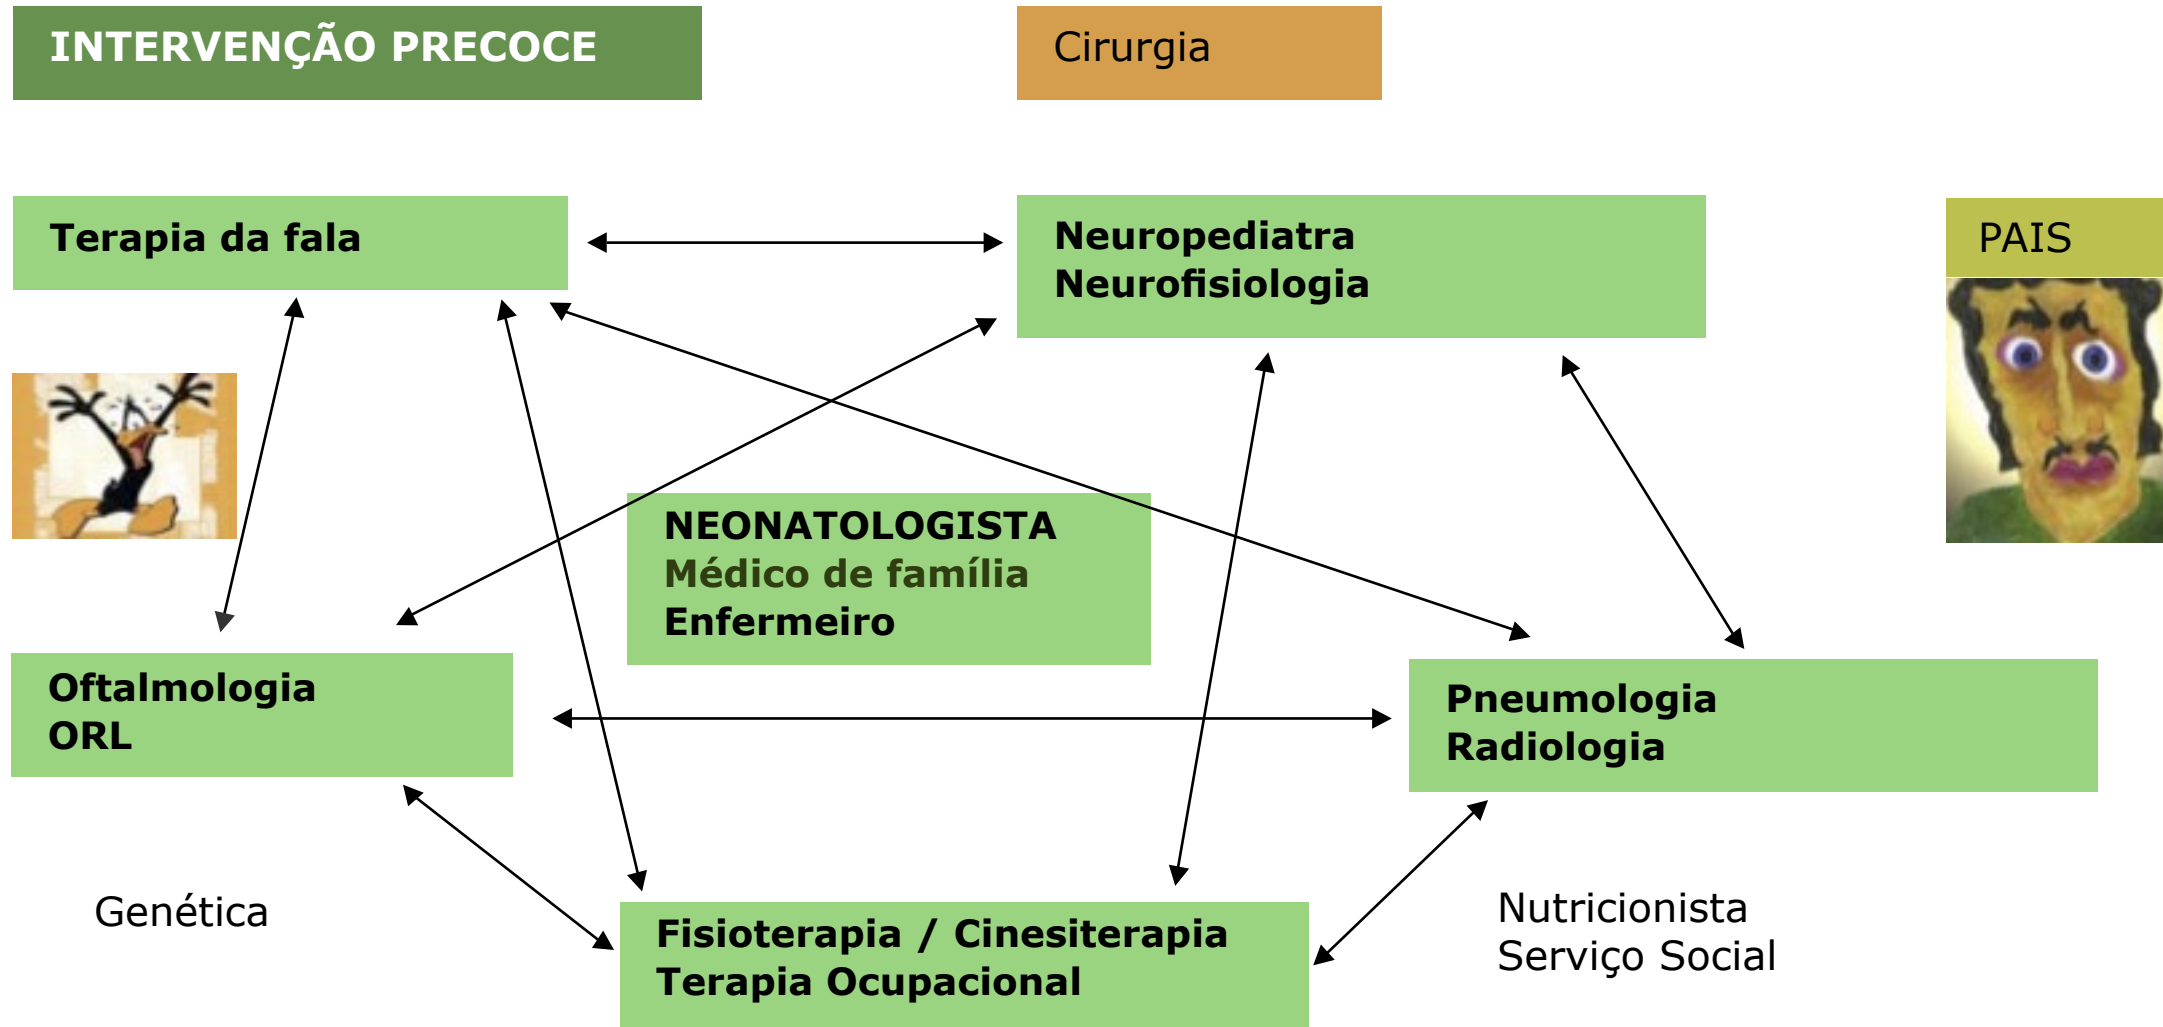 INTERVENÇÃO PRECOCE
Cirurgia
Terapia da fala
Neuropediatra
Neurofisiologia
PAIS
NEONATOLOGISTA
Médico de família
Enfermeiro
Oftalmologia
ORL
Pneumologia
Radiologia
Genética
Fisioterapia / Cinesiterapia
Terapia Ocupacional
Nutricionista
Serviço Social